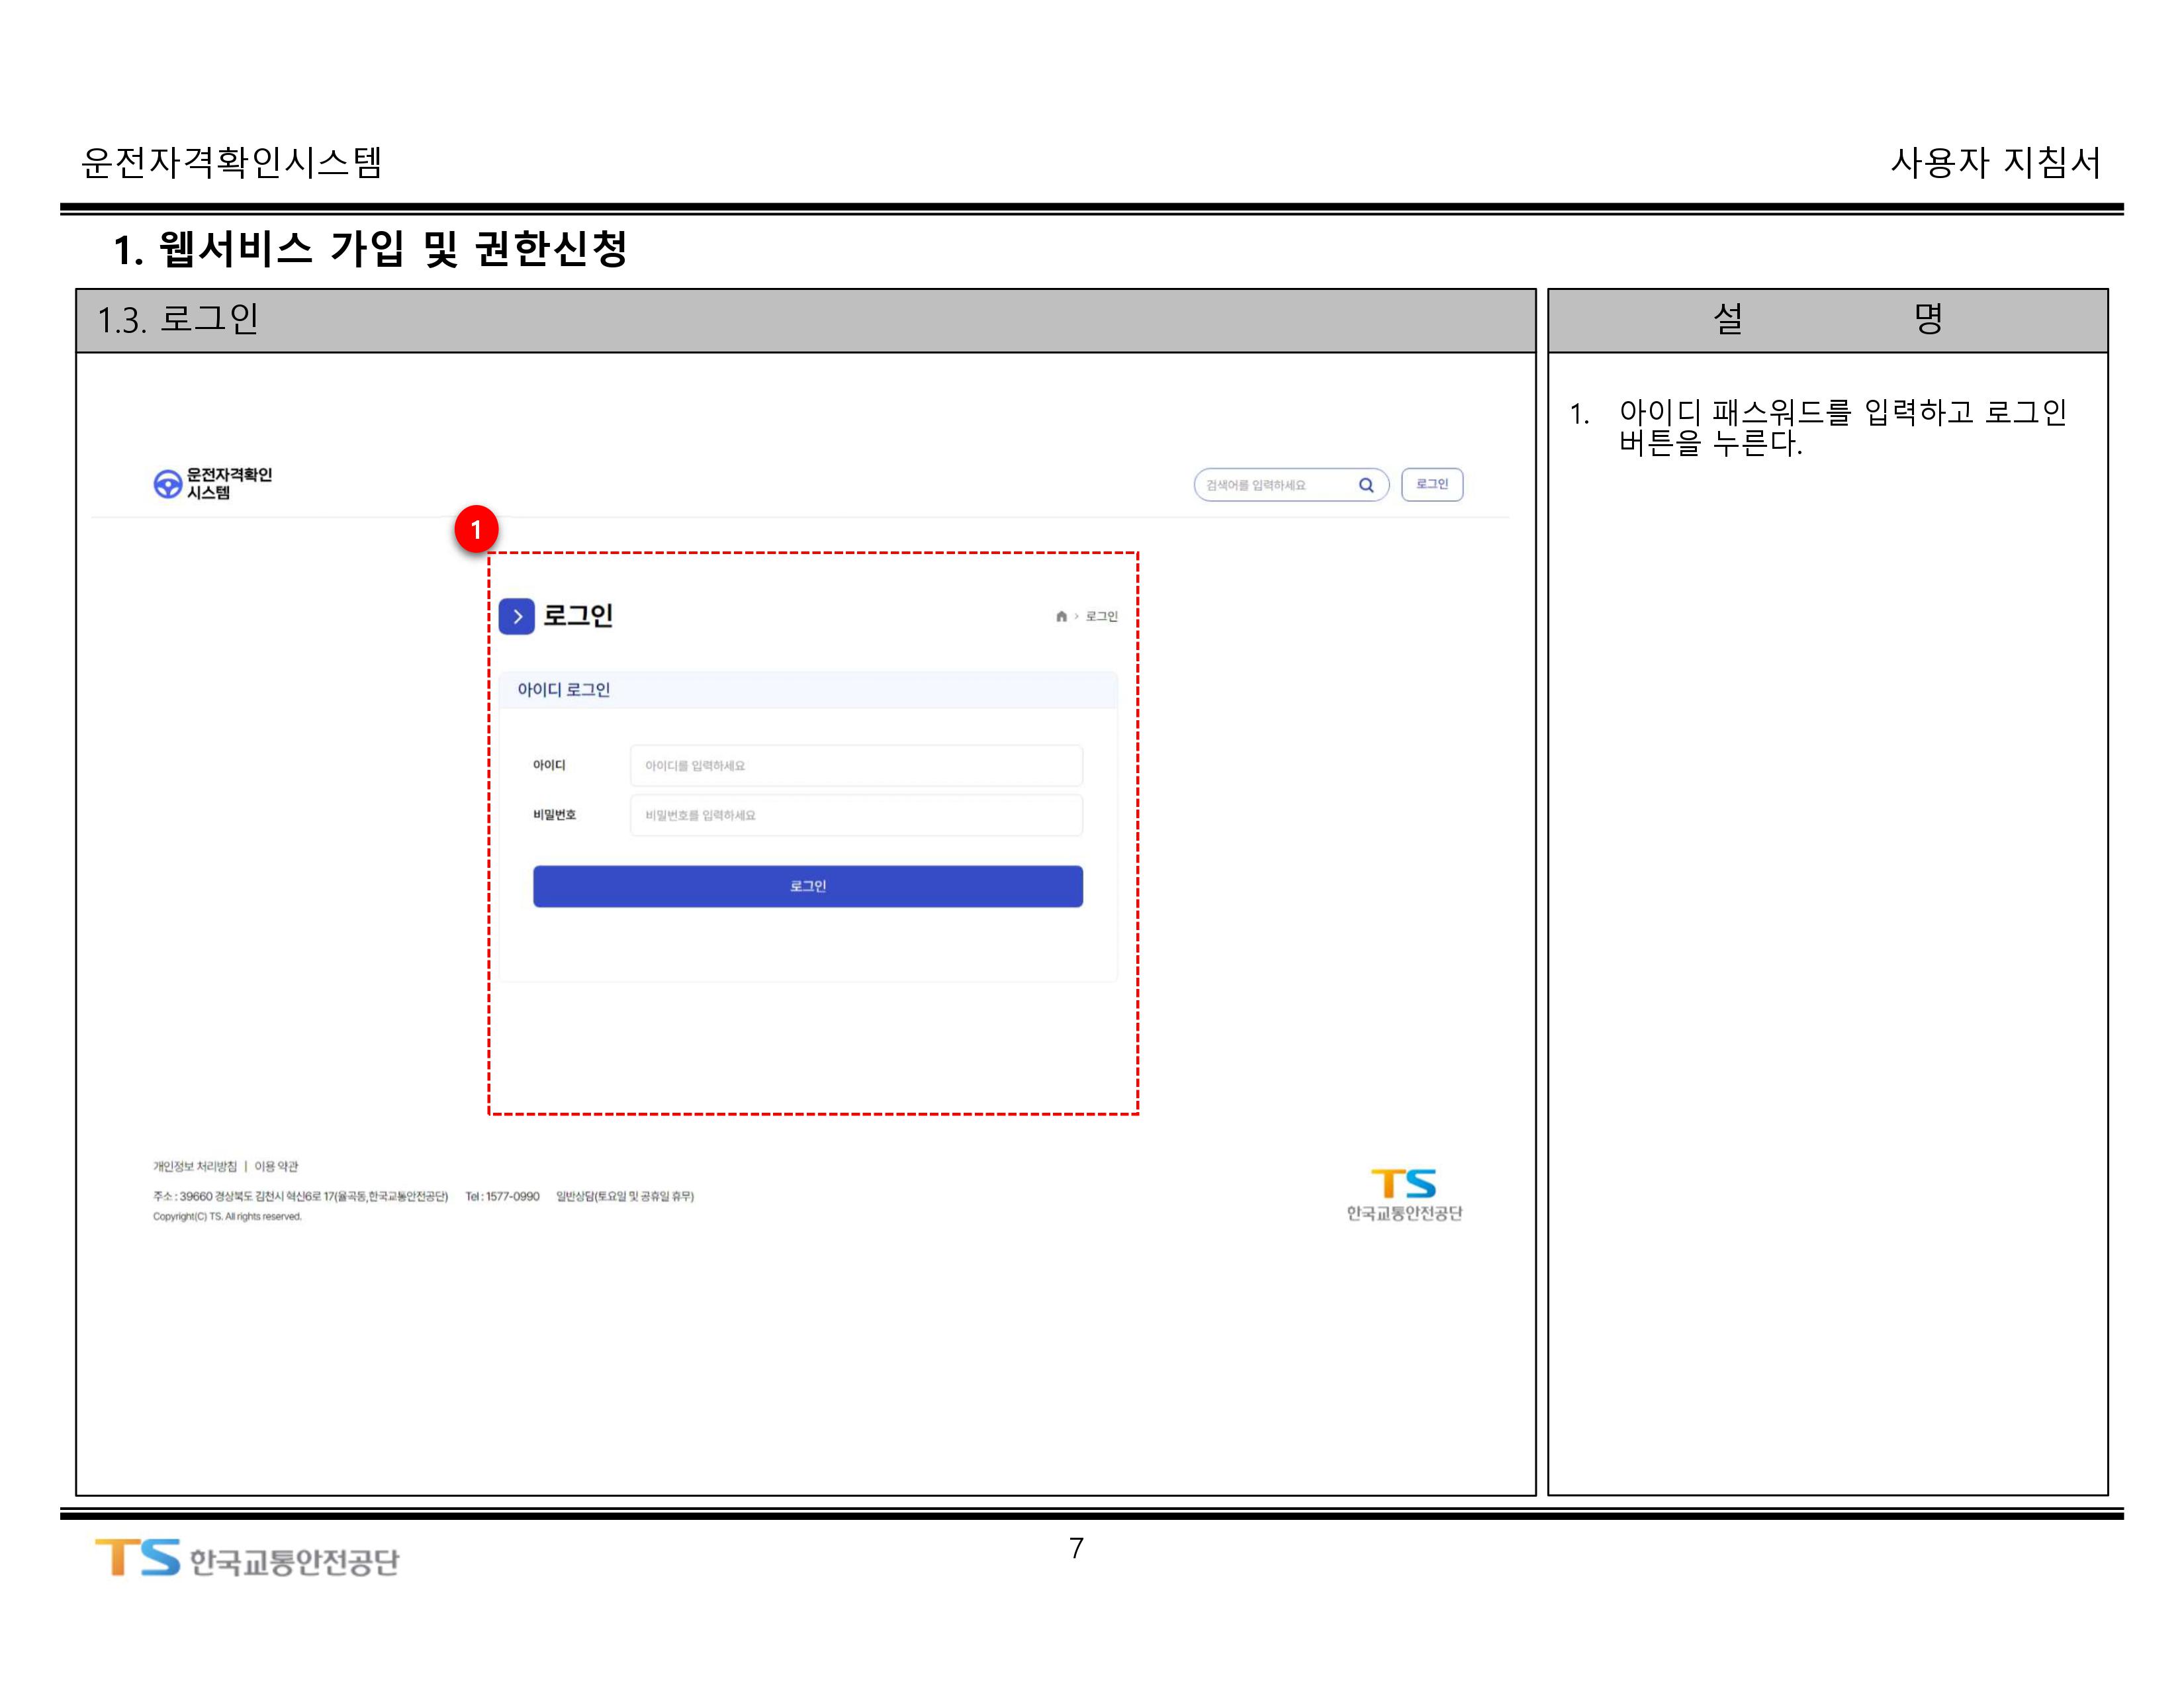 운전자격확인시스템
사용자 지침서
1. 웹서비스 가입 및 권한신청
1.3. 로그인
설 명
1. 아이디 패스워드를 입력하고 로그인
버튼을 누른다.
운전자격확인
시스템
검색어를 입력하세요
로그인
1
로그인
> 로그인
아이디 로그인
아이디
아이디를 입력하세요
비밀번호
비밀번호를 입력하세요
로그인
개인정보 처리방침 | 이용 약관
주소 : 39660 경상북도 김천시 혁신6로 17(율곡동,한국교통안전공단) Tel : 1577-0990 일반상담(토요일 및 공휴일 휴무)
Copyright(C) TS. All rights reserved.
TS
한국교통안전공단
TS 한국교통안전공단
7